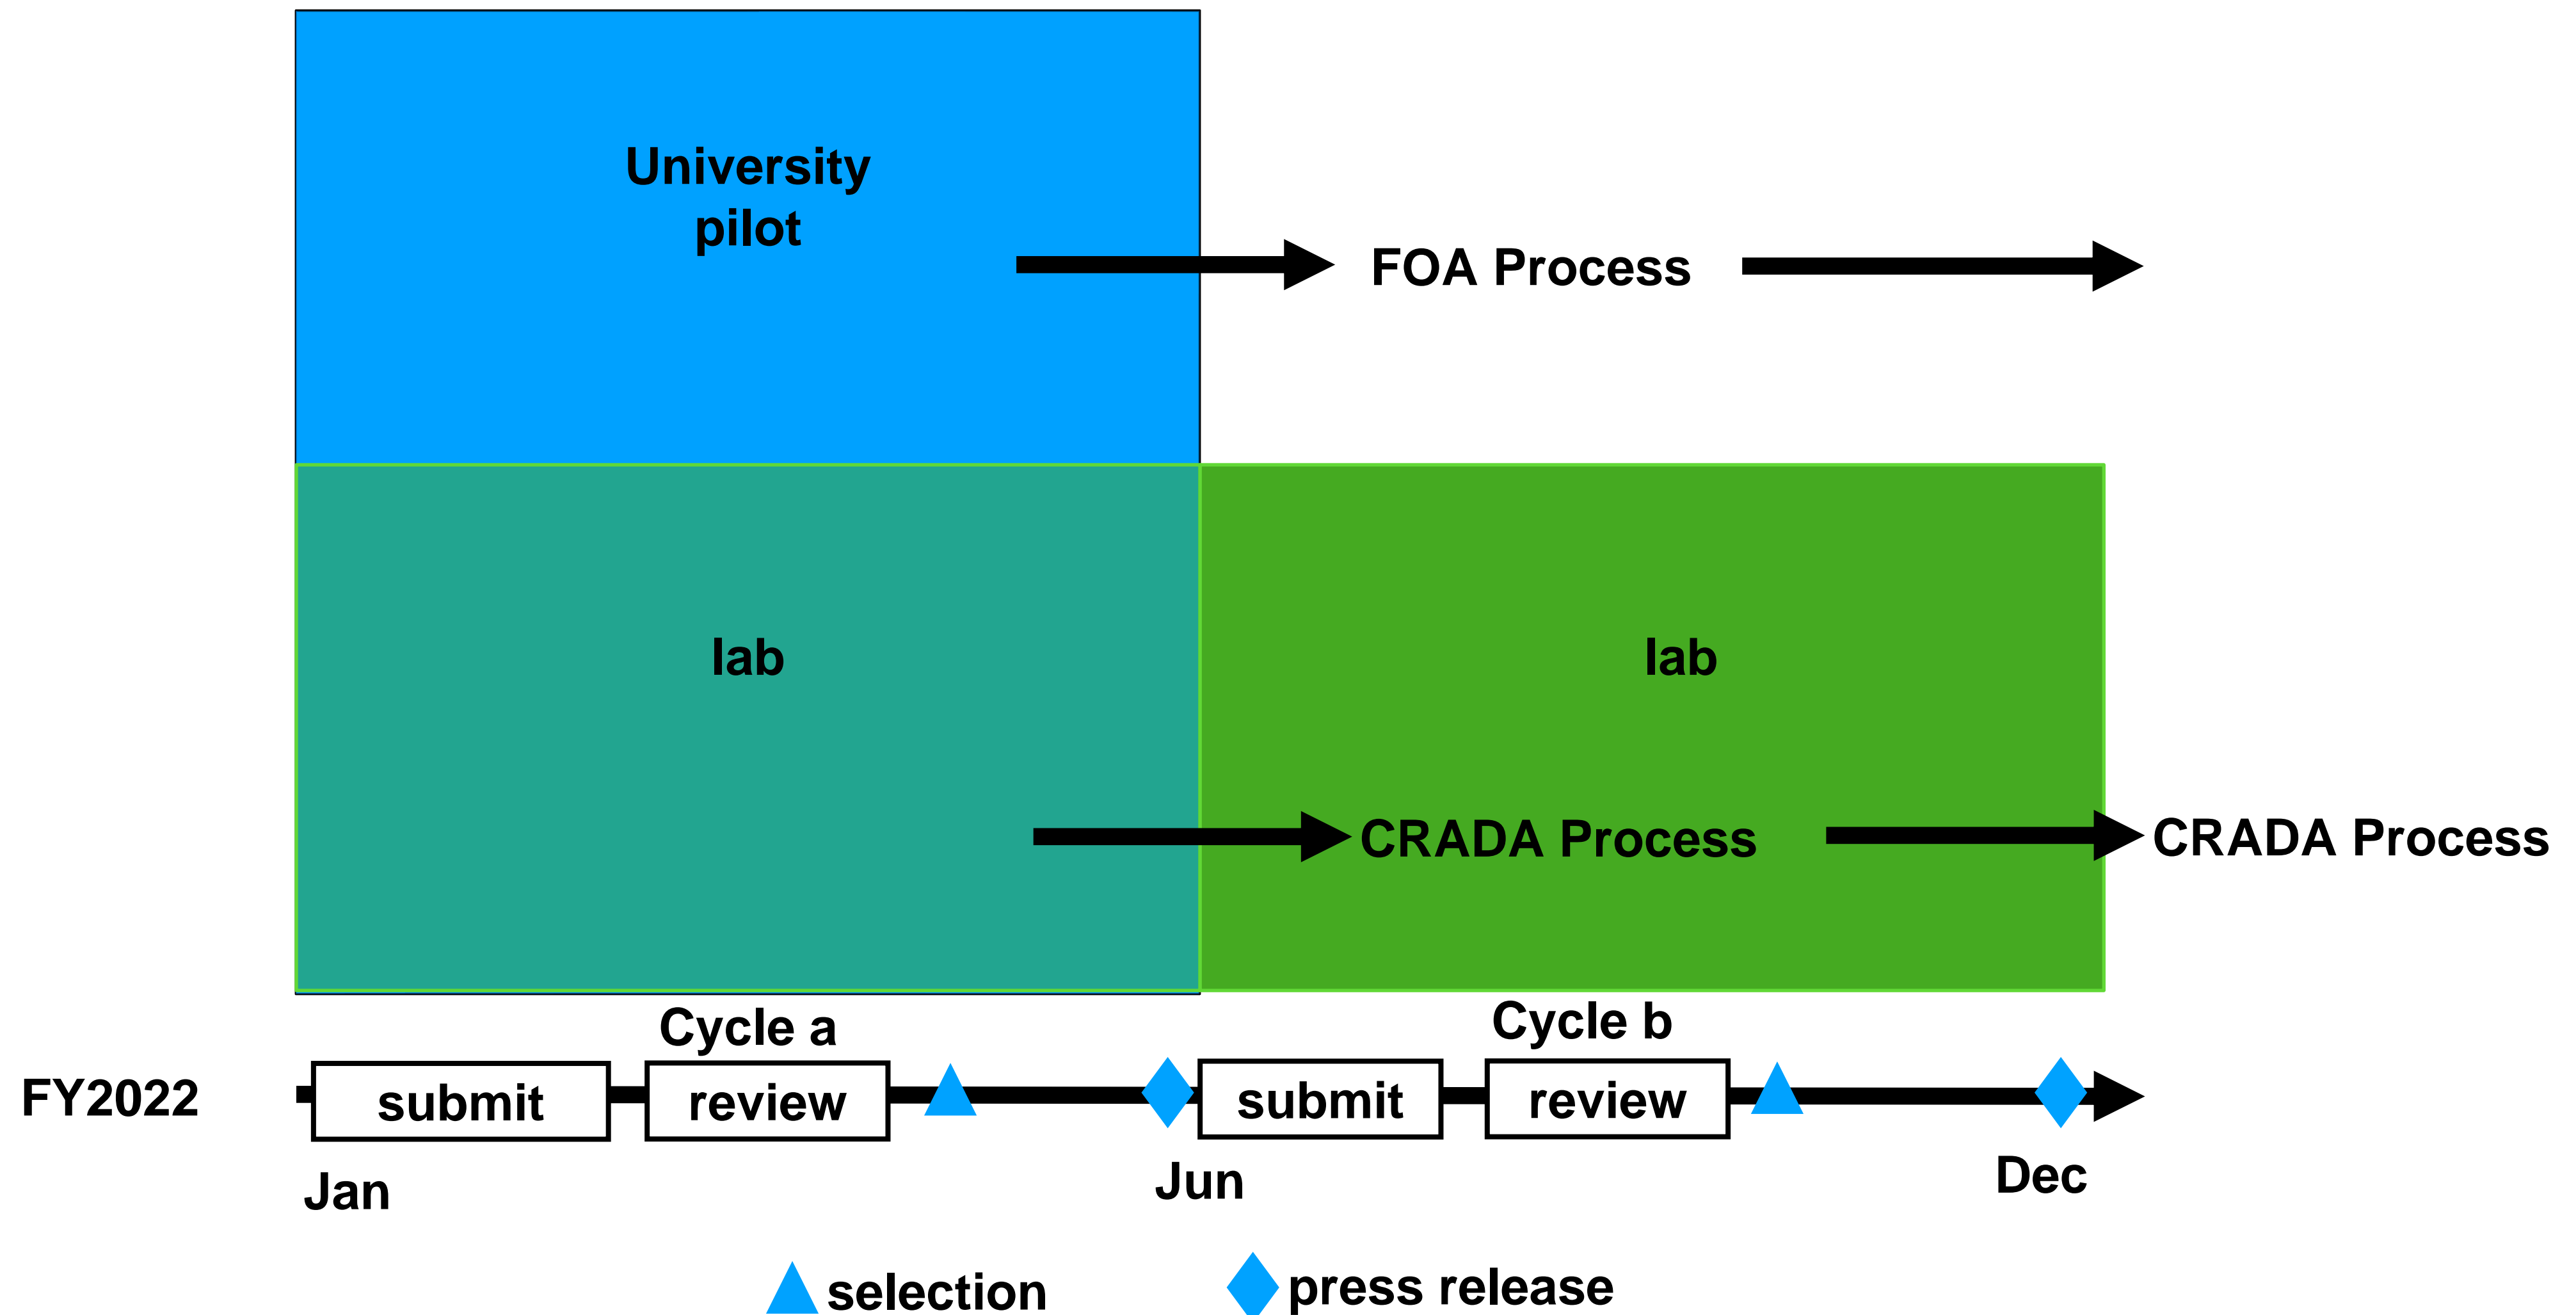 University
pilot
FOA Process
lab
lab
CRADA Process
CRADA Process
Cycle a
Cycle b
FY2022
submit
review
submit
review
Jan
Jun
Dec
selection
press release